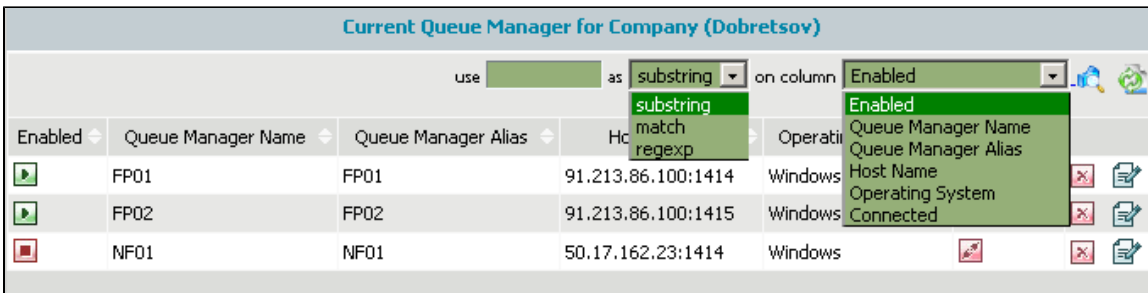 Current Queue Manager for Company (Dobretsov)
use as substring on column Enabled
substring
match
regexp
Enabled
Queue Manager Name
Queue Manager Alias
Host Name
Operating System
Connected
Enabled Queue Manager Name Queue Manager Alias
FP01 FP01 91.213.86.100:1414 Windows
FP02 FP02 91.213.86.100:1415 Windows
NF01 NF01 50.17.162.23:1414 Windows